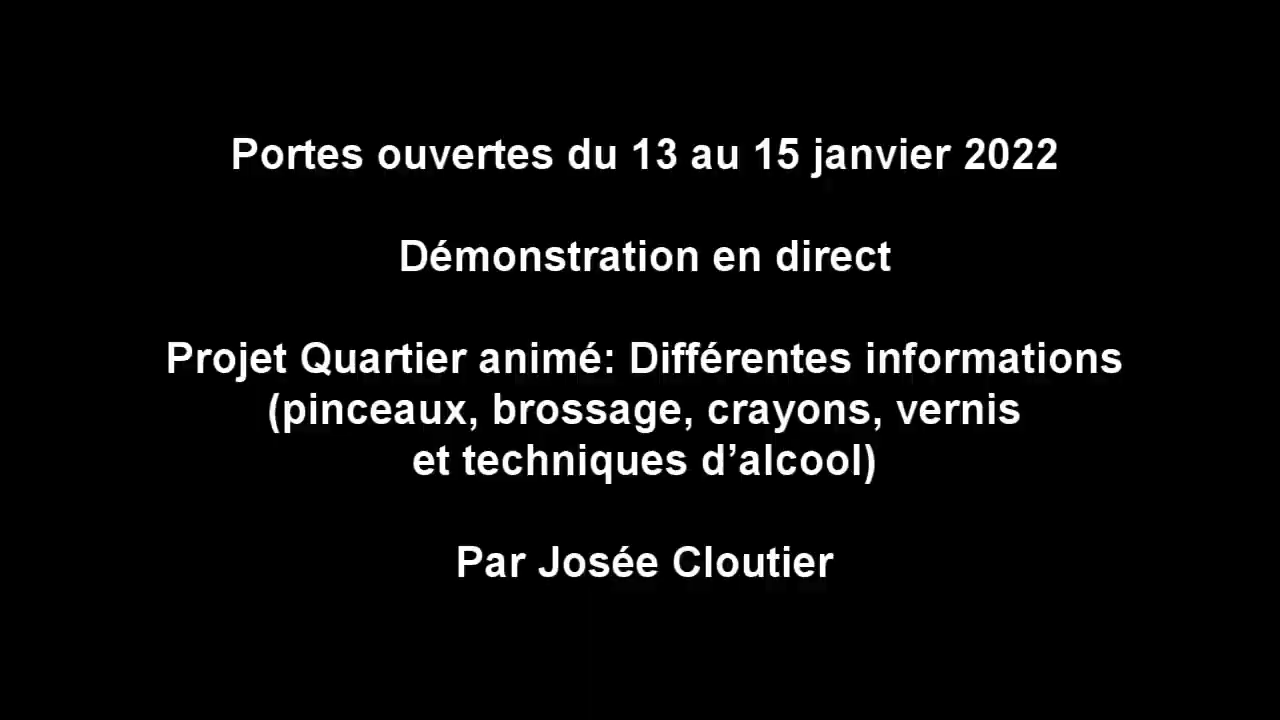 Portes ouvertes du 13 au 15 janvier 2022
Démonstration en direct
Projet Quartier animé: Différentes informations
(pinceaux, brossage, crayons, vernis
et techniques d’alcool)
Par Josée Cloutier